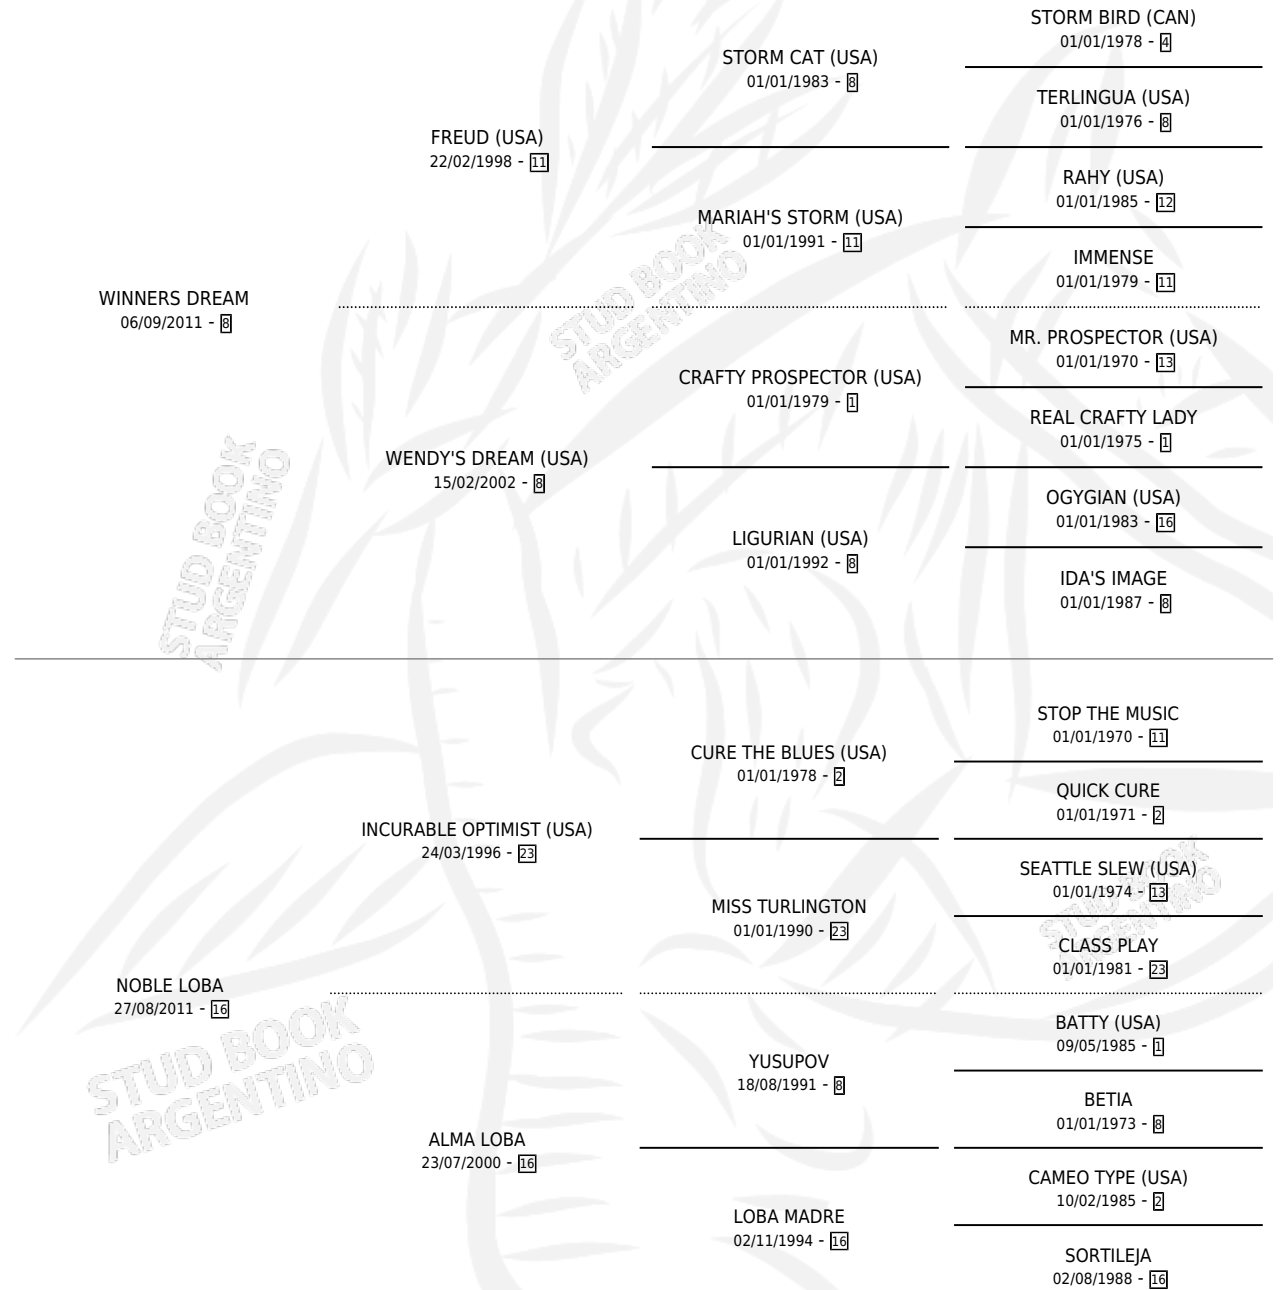 STORM BIRD (CAN)
01/01/1978 - 4
STORM CAT (USA)
01/01/1983 - 8
TERLINGUA (USA)
01/01/1976 - 8
FREUD (USA)
22/02/1998 - 11
RAHY (USA)
01/01/1985 - 12
MARIAH'S STORM (USA)
01/01/1991 - 11
IMMENSE
01/01/1979 - 11
WINNERS DREAM
06/09/2011 - 8
MR. PROSPECTOR (USA)
01/01/1970 - 13
CRAFTY PROSPECTOR (USA)
01/01/1979 - 1
REAL CRAFTY LADY
01/01/1975 - 1
WENDY'S DREAM (USA)
15/02/2002 - 8
OGYGIAN (USA)
01/01/1983 - 16
LIGURIAN (USA)
01/01/1992 - 8
IDA'S IMAGE
01/01/1987 - 8
STOP THE MUSIC
01/01/1970 - 11
CURE THE BLUES (USA)
01/01/1978 - 2
QUICK CURE
01/01/1971 - 2
INCURABLE OPTIMIST (USA)
24/03/1996 - 23
SEATTLE SLEW (USA)
01/01/1974 - 13
MISS TURLINGTON
01/01/1990 - 23
CLASS PLAY
01/01/1981 - 23
NOBLE LOBA
27/08/2011 - 16
BATTY (USA)
09/05/1985 - 1
YUSUPOV
18/08/1991 - 8
BETIA
01/01/1973 - 8
ALMA LOBA
23/07/2000 - 16
CAMEO TYPE (USA)
10/02/1985 - 2
LOBA MADRE
02/11/1994 - 16
SORTILEJA
02/08/1988 - 16
STUD BOOK
ARGENTINO
STUD BOOK
ARGENTINO
STUD BOOK
ARGENTINO
STUD BOOK
ARGENTINO